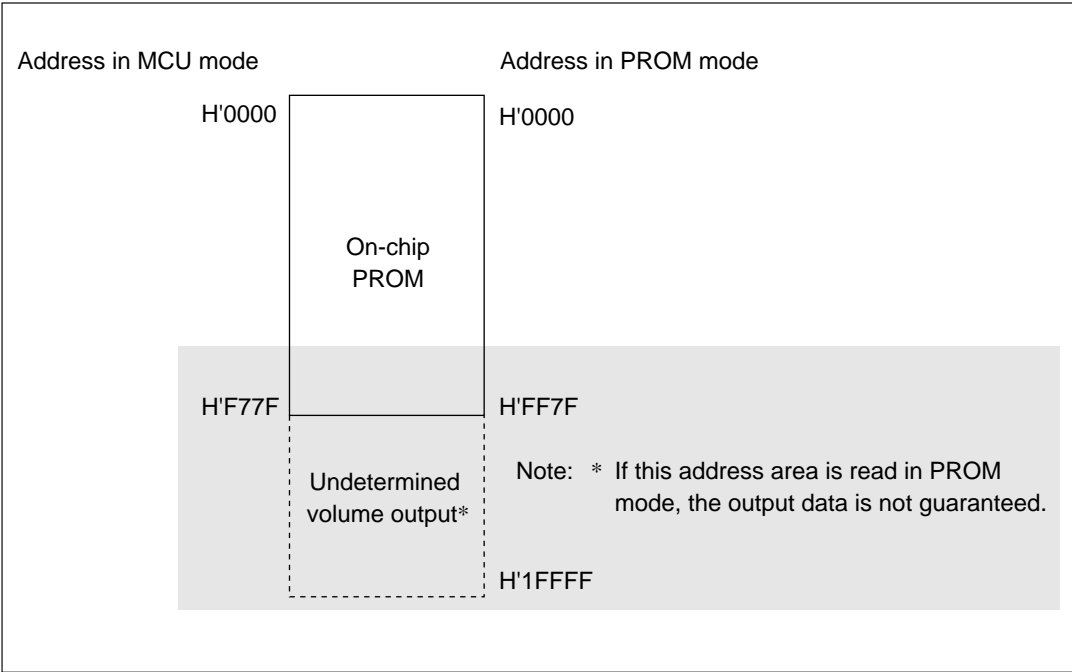 Address in MCU mode
Address in PROM mode
H'0000
H'0000
On-chip
PROM
H'F77F
H'FF7F
Undetermined
volume output*
Note: * If this address area is read in PROM
mode, the output data is not guaranteed.
H'1FFFF